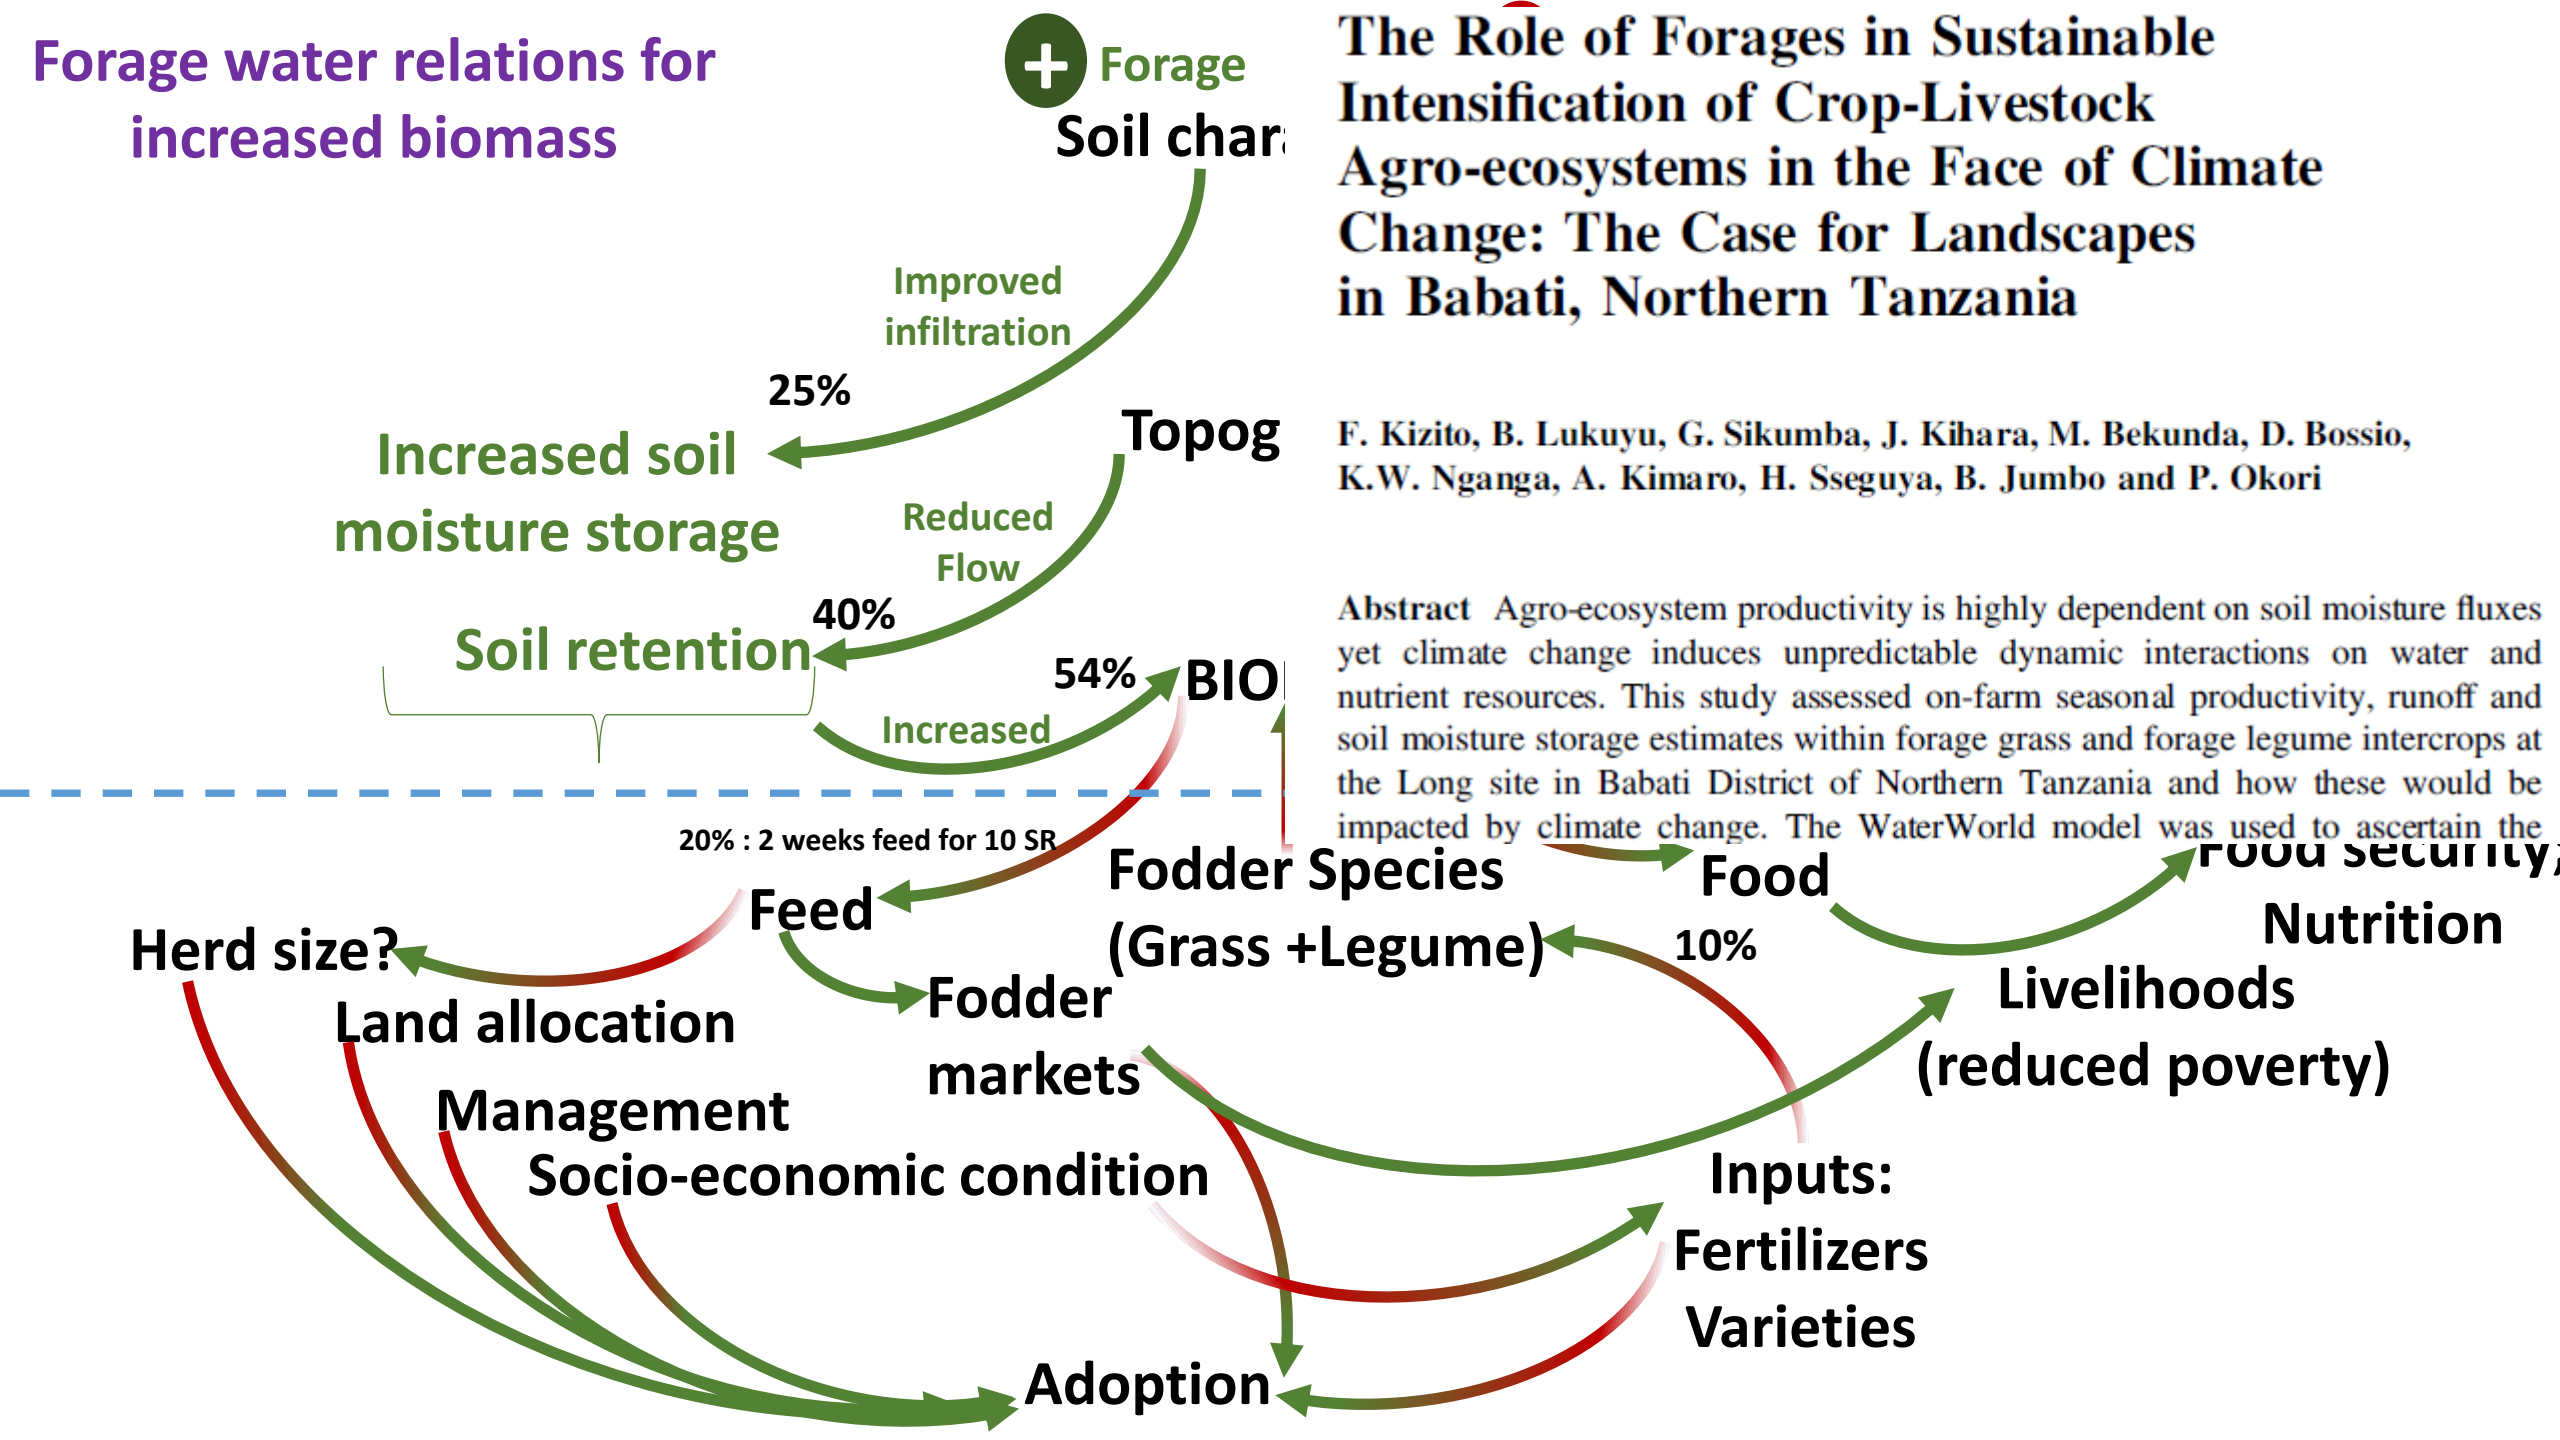 Forage water relations for
increased biomass
+ Forage
Soil
Improved
infiltration
25%
Increased soil
moisture storage
Reduced
Flow
40%
Soil retention
54%
Increased
20% : 2 weeks feed for 10 SR
Feed
Herd size?
Land allocation
Management
Socio-economic condition
Fodder
markets
Fodder Species
(Grass +Legume)
10%
Food
Food security,
Nutrition
Livelihoods
(reduced poverty)
Inputs:
Fertilizers
Varieties
Adoption
The Role of Forages in Sustainable
Intensification of Crop-Livestock
Agro-ecosystems in the Face of Climate
Change: The Case for Landscapes
in Babati, Northern Tanzania
F. Kizito, B. Lukuyu, G. Sikumba, J. Kihara, M. Bekunda, D. Bossio,
K.W. Nganga, A. Kimaro, H. Sseguya, B. Jumbo and P. Okori
Abstract Agro-ecosystem productivity is highly dependent on soil moisture fluxes
yet climate change induces unpredictable dynamic interactions on water and
nutrient resources. This study assessed on-farm seasonal productivity, runoff and
soil moisture storage estimates within forage grass and forage legume intercrops at
the Long site in Babati District of Northern Tanzania and how these would be
impacted by climate change. The WaterWorld model was used to ascertain the